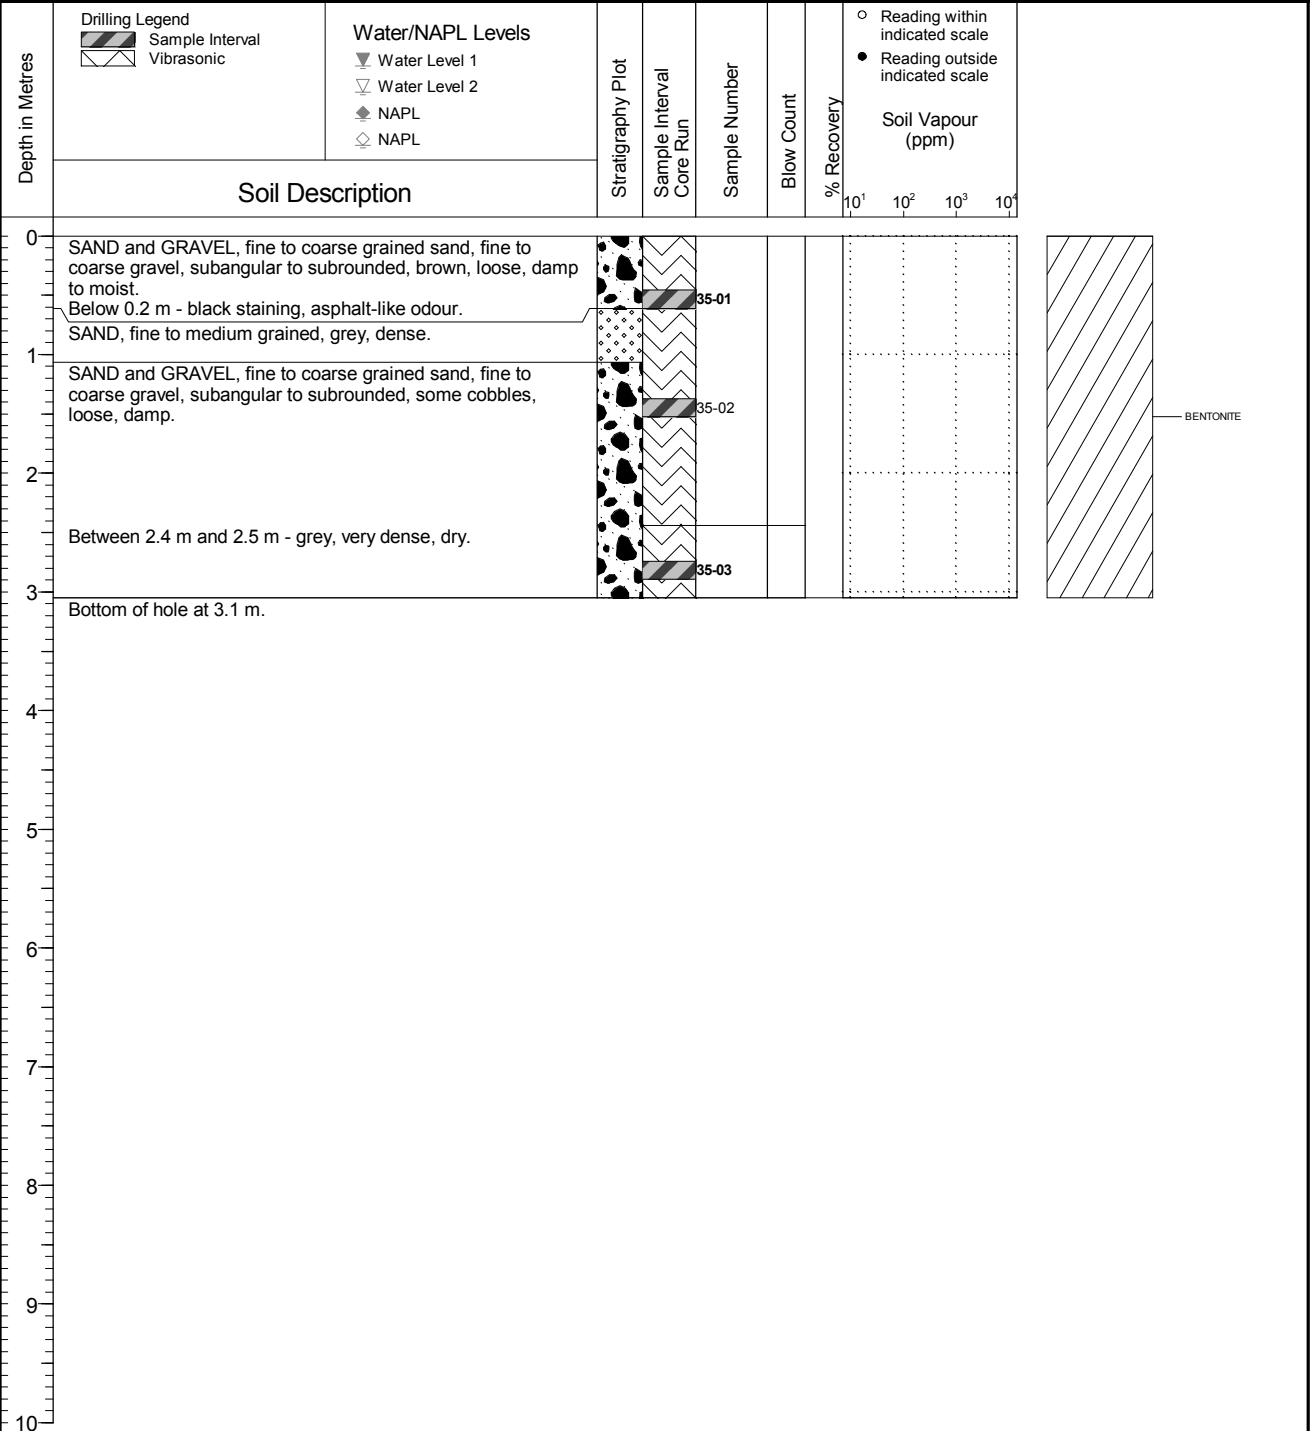 Depth in Metres
Drilling Legend
Sample Interval
Vibrasonic
Water/NAPL Levels
Water Level 1
Water Level 2
NAPL
NAPL
Soil Description
Stratigraphy Plot
Sample Interval
Core Run
Sample Number
Blow Count
% Recovery
Reading within
indicated scale
Reading outside
indicated scale
Soil Vapour
(ppm)
10¹ 10² 10³ 10⁴
0
SAND and GRAVEL, fine to coarse grained sand, fine to
coarse gravel, subangular to subrounded, brown, loose, damp
to moist.
Below 0.2 m - black staining, asphalt-like odour.
35-01
SAND, fine to medium grained, grey, dense.
1
SAND and GRAVEL, fine to coarse grained sand, fine to
coarse gravel, subangular to subrounded, some cobbles,
loose, damp.
35-02
BENTONITE
2
Between 2.4 m and 2.5 m - grey, very dense, dry.
35-03
3
Bottom of hole at 3.1 m.
4
5
6
7
8
9
10